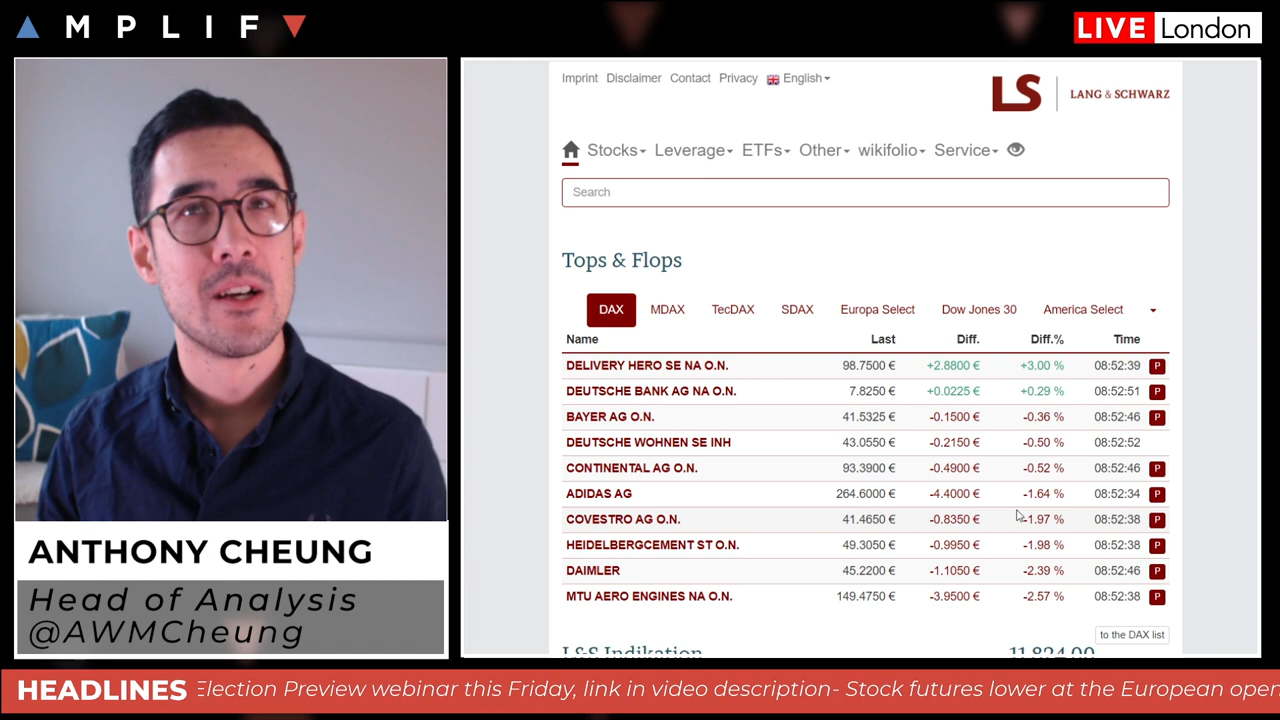 AMPLIFY
LIVE London
Imprint Disclaimer Contact Privacy English
LS LANG & SCHWARZ
Stocks Leverage ETFs Other wikifolio Service
Search
Tops & Flops
DAX MDAX TecDAX SDAX Europa Select Dow Jones 30 America Select
Name Last Diff. Diff.% Time
DELIVERY HERO SE NA O.N. 98.7500 € +2.8800 € +3.00 % 08:52:39 P
DEUTSCHE BANK AG NA O.N. 7.8250 € +0.0225 € +0.29 % 08:52:51 P
BAYER AG O.N. 41.5325 € -0.1500 € -0.36 % 08:52:46 P
DEUTSCHE WOHNEN SE INH 43.0550 € -0.2150 € -0.50 % 08:52:52
CONTINENTAL AG O.N. 93.3900 € -0.4900 € -0.52 % 08:52:46 P
ADIDAS AG 264.6000 € -4.4000 € -1.64 % 08:52:34 P
COVESTRO AG O.N. 41.4650 € -0.8350 € -1.97 % 08:52:38 P
HEIDELBERGCEMENT ST O.N. 49.3050 € -0.9950 € -1.98 % 08:52:38 P
DAIMLER 45.2200 € -1.1050 € -2.39 % 08:52:46 P
MTU AERO ENGINES NA O.N. 149.4750 € -3.9500 € -2.57 % 08:52:38 P
to the DAX list
L&S Indikation 11,824.00
ANTHONY CHEUNG
Head of Analysis
@AWMCheung
HEADLINES Election Preview webinar this Friday, link in video description- Stock futures lower at the European open